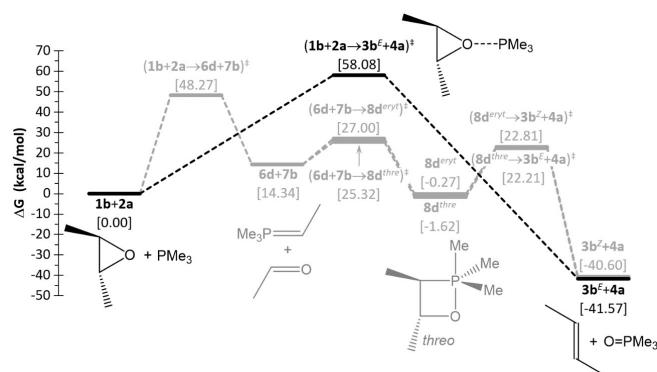 O PMe3
(1b+2a→3bᴱ+4a)‡
[58.08]
(1b+2a→6d+7b)‡
[48.27]
(6d+7b→8dᵉʳʸᵗ)‡
[27.00]
(6d+7b→8dᵗʰʳᵉ)‡
[25.32]
(8dᵉʳʸᵗ→3bᶻ+4a)‡
[22.81]
(8dᵗʰʳᵉ→3bᴱ+4a)‡
[22.21]
8dᵉʳʸᵗ
[-0.27]
8dᵗʰʳᵉ
[-1.62]
6d+7b
[14.34]
1b+2a
[0.00]
3bᶻ+4a
[-40.60]
3bᴱ+4a
[-41.57]
ΔG (kcal/mol)
70
60
50
40
30
20
10
0
-10
-20
-30
-40
-50
O + PMe3
Me3P
+
O
Me
Me
P
Me
O
threo
+ O=PMe3